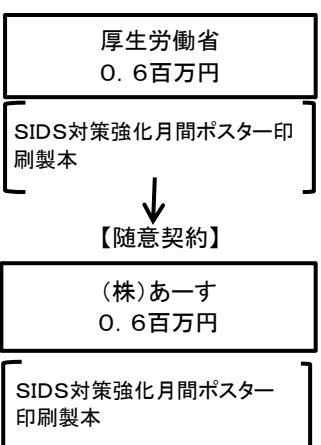 厚生労働省
０．６百万円
SIDS対策強化月間ポスター印
刷製本
【随意契約】
（株）あーす
０．６百万円
SIDS対策強化月間ポスター
印刷製本